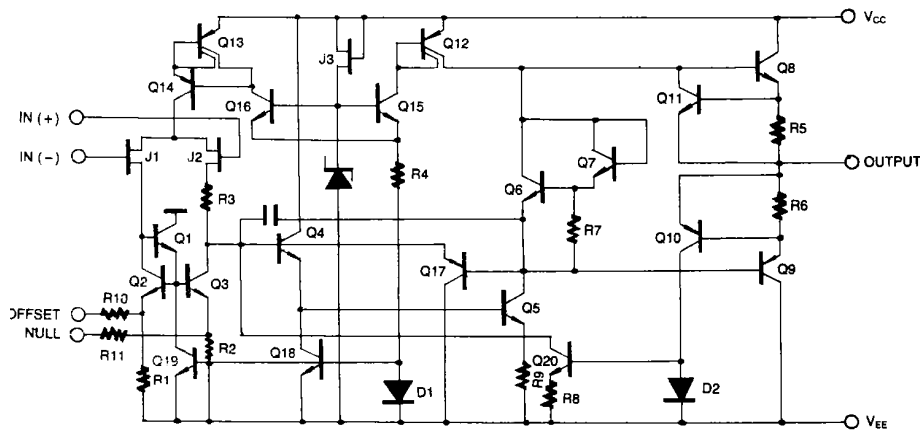 VCC
Q13
J3
Q12
Q8
Q14
Q16
Q15
Q11
IN (+)
R5
IN (−)
J1
J2
Q7
OUTPUT
R3
R4
Q6
R6
Q1
Q4
R7
Q10
Q17
Q9
Q2
Q3
R10
OFFSET
Q5
NULL
R11
R2
Q19
Q18
Q20
R1
R9
D1
R8
D2
VEE